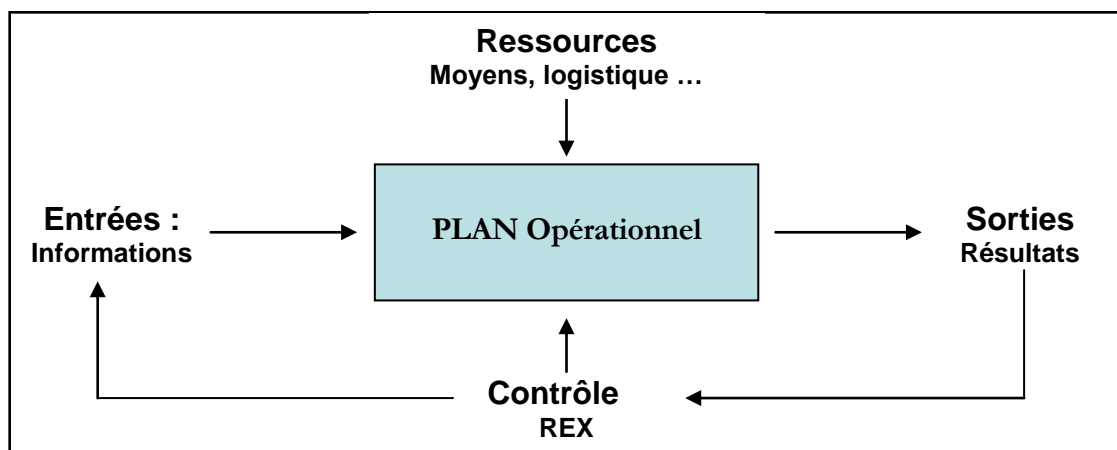 Ressources
Moyens, logistique …
Entrées :
Informations
PLAN Opérationnel
Sorties
Résultats
Contrôle
REX